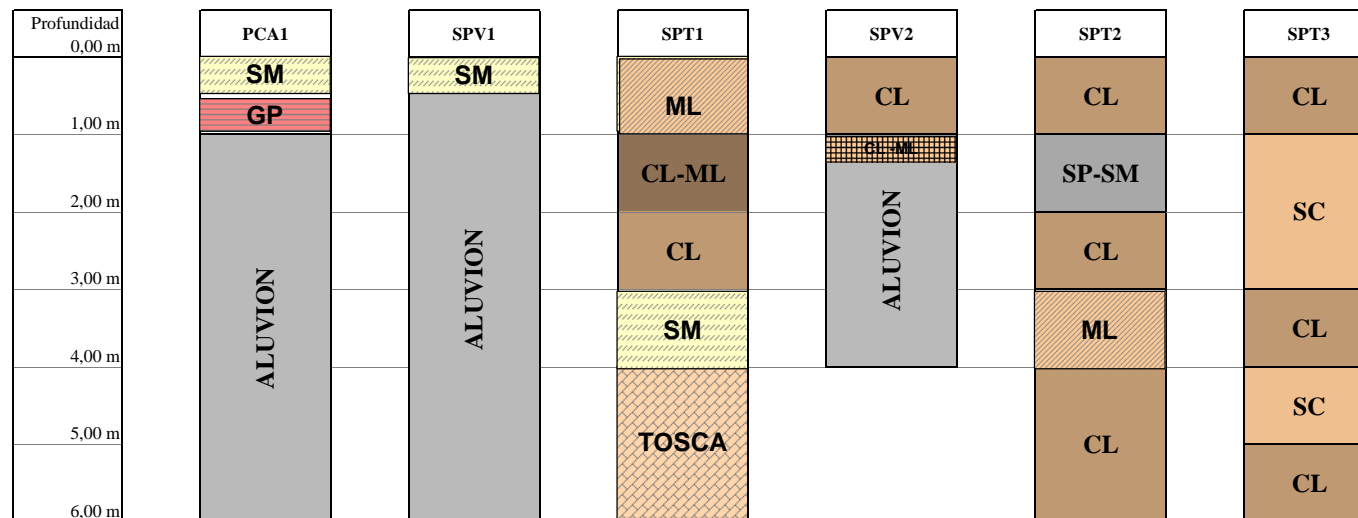 Profundidad
0,00 m
1,00 m
2,00 m
3,00 m
4,00 m
5,00 m
6,00 m
PCA1
SM
GP
ALUVION
SPV1
SM
ALUVION
SPT1
ML
CL-ML
CL
SM
TOSCA
SPV2
CL
CL -ML
ALUVION
SPT2
CL
SP-SM
CL
ML
CL
SPT3
CL
SC
CL
SC
CL